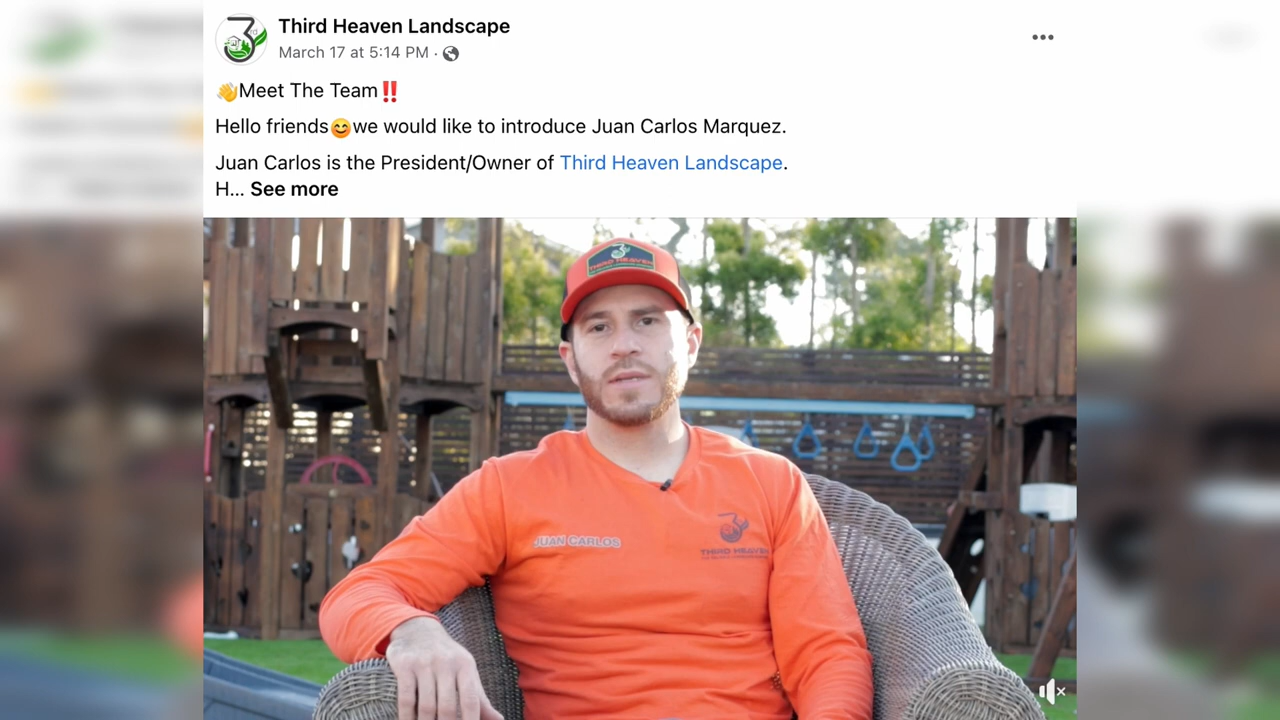 Third Heaven Landscape
March 17 at 5:14 PM ·
👋Meet The Team‼️
Hello friends😊we would like to introduce Juan Carlos Marquez.
Juan Carlos is the President/Owner of Third Heaven Landscape.
H... See more
THIRD HEAVEN
JUAN CARLOS
THIRD HEAVEN